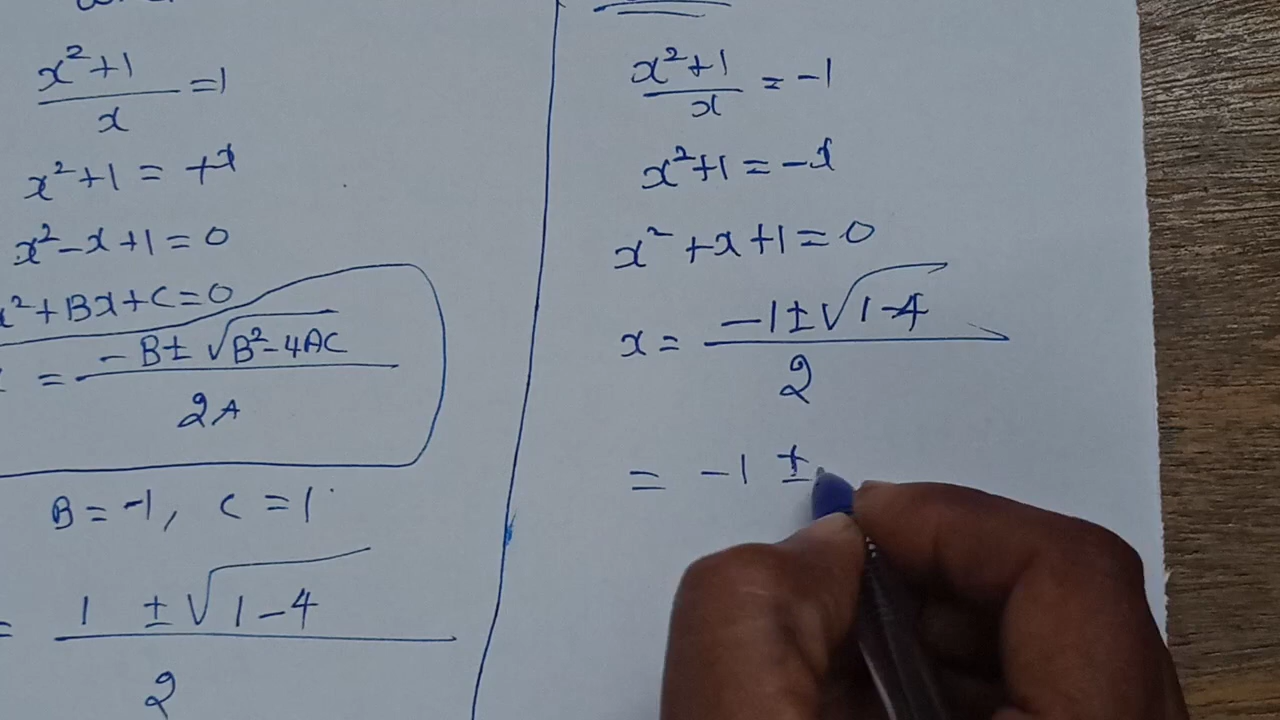 x²+1
――― =1
x
x²+1 = +x
x²-x+1=0
x²+Bx+C=0
= -B± √B²-4AC
―――――――
2A
B = -1, C = 1
= 1 ± √1-4
―――――――
2
x²+1
――― = -1
x
x²+1 = -x
x²+x+1=0
x = -1±√1-4
―――――――
2
= -1 ±